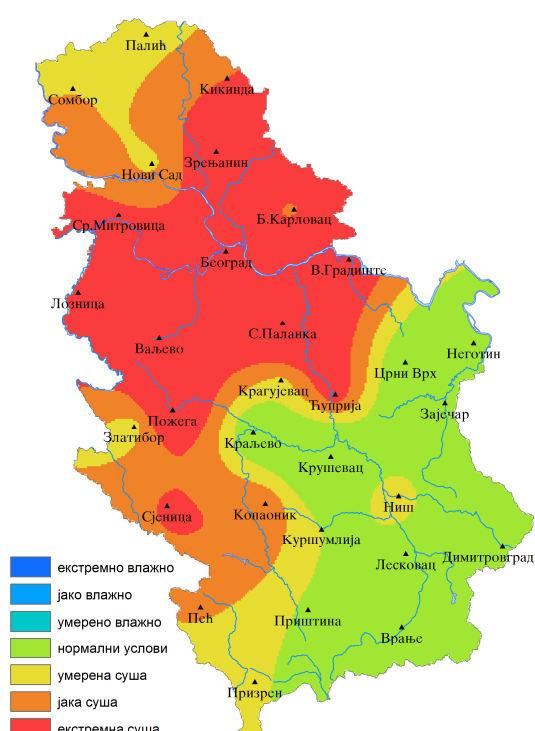 Палић
Кикинда
Сомбор
Зрењанин
Нови Сад
Б.Карловац
Ср.Митровица
Београд
В.Градиште
Лозница
С.Паланка
Ваљево
Неготин
Црни Врх
Крагујевац
Ћуприја
Зајечар
Пожега
Златибор
Краљево
Крушевац
Ниш
Сјеница
Копаоник
Куршумлија
Димитровград
Лесковац
екстремно влажно
јако влажно
Пећ
Приштина
умерено влажно
Врање
нормални услови
умерена суша
Призрен
јака суша
екстремна суша